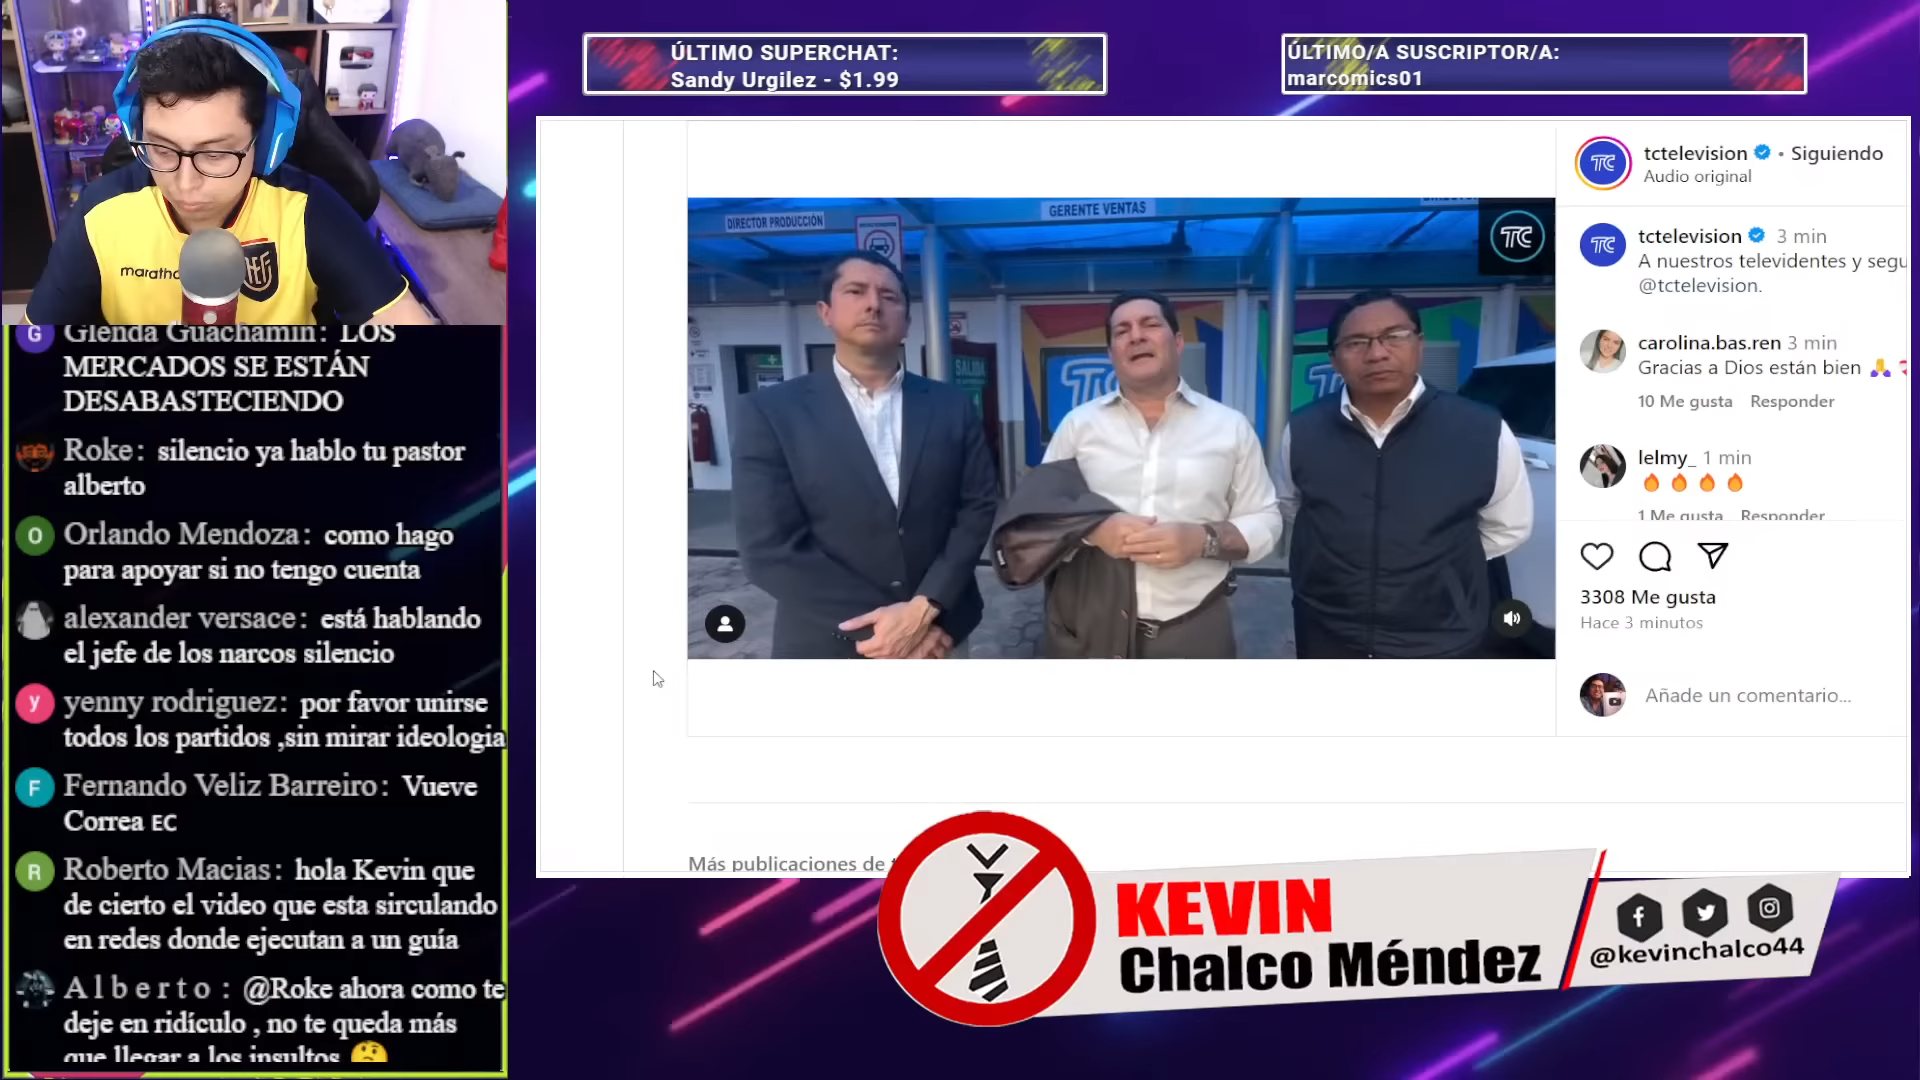 ÚLTIMO SUPERCHAT:
Sandy Urgilez - $1.99
ÚLTIMO/A SUSCRIPTOR/A:
marcomics01
maratho
FEF
Glenda Guachamin: LOS
MERCADOS SE ESTÁN
DESABASTECIENDO
Roke: silencio ya hablo tu pastor
alberto
Orlando Mendoza: como hago
para apoyar si no tengo cuenta
alexander versace: está hablando
el jefe de los narcos silencio
yenny rodriguez: por favor unirse
todos los partidos ,sin mirar ideologia
Fernando Veliz Barreiro: Vueve
Correa EC
Roberto Macias: hola Kevin que
de cierto el video que esta sirculando
en redes donde ejecutan a un guía
Alberto: @Roke ahora como te
deje en ridículo , no te queda más
que llegar a los insultos 🤔
G
O
y
F
R
DIRECTOR PRODUCCIÓN
GERENTE VENTAS
TC
SALIDA
TC
tctelevision • Siguiendo
Audio original
TC
tctelevision 3 min
A nuestros televidentes y segu
@tctelevision.
carolina.bas.ren 3 min
Gracias a Dios están bien 🙏
10 Me gusta Responder
lelmy_ 1 min
🔥 🔥 🔥 🔥
1 Me gusta Responder
3308 Me gusta
Hace 3 minutos
Añade un comentario...
Más publicaciones de
KEVIN
Chalco Méndez
@kevinchalco44